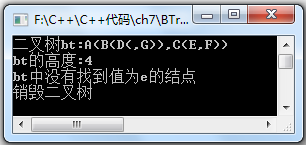 F:\C++\C++代码\ch7\BTr...
二叉树bt:A(B(D(,G)),C(E,F))
bt的高度:4
bt中没有找到值为e的结点
销毁二叉树